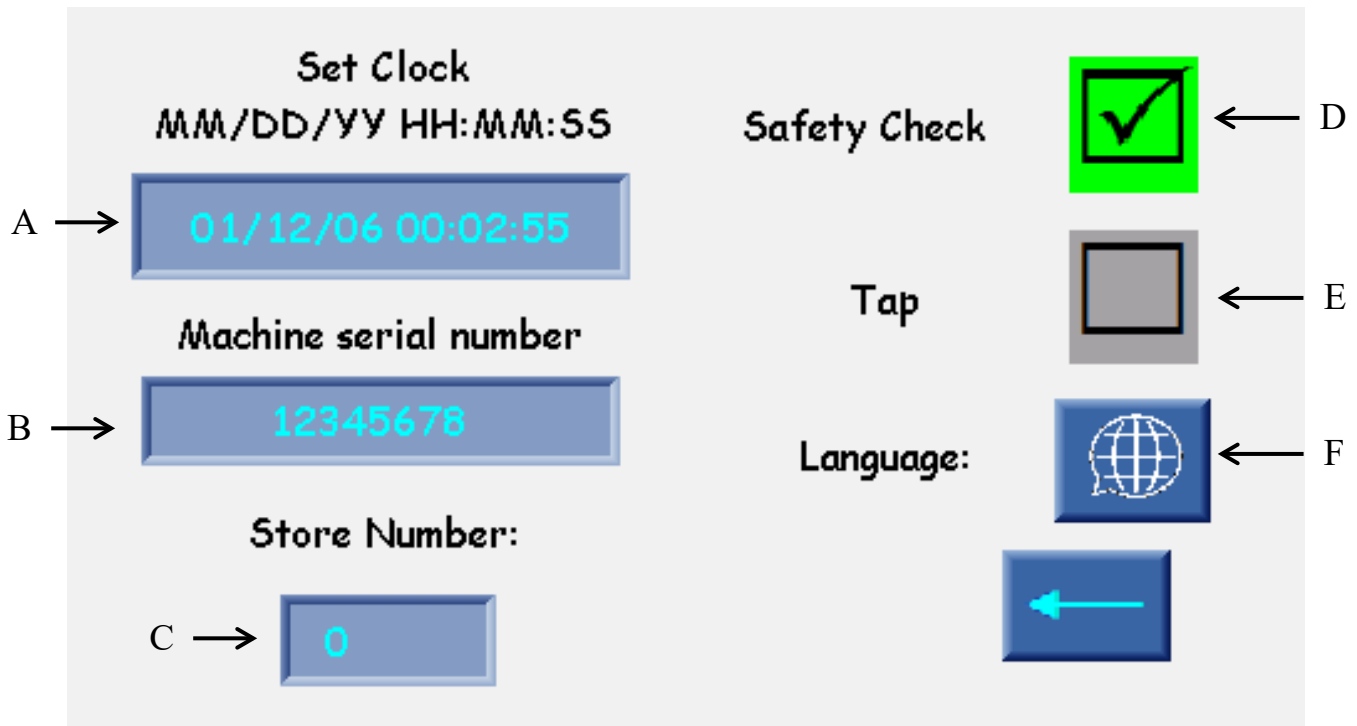 Set Clock
MM/DD/YY HH:MM:SS
A
01/12/06 00:02:55
Machine serial number
B
12345678
Store Number:
C
0
Safety Check
D
Tap
E
Language:
F